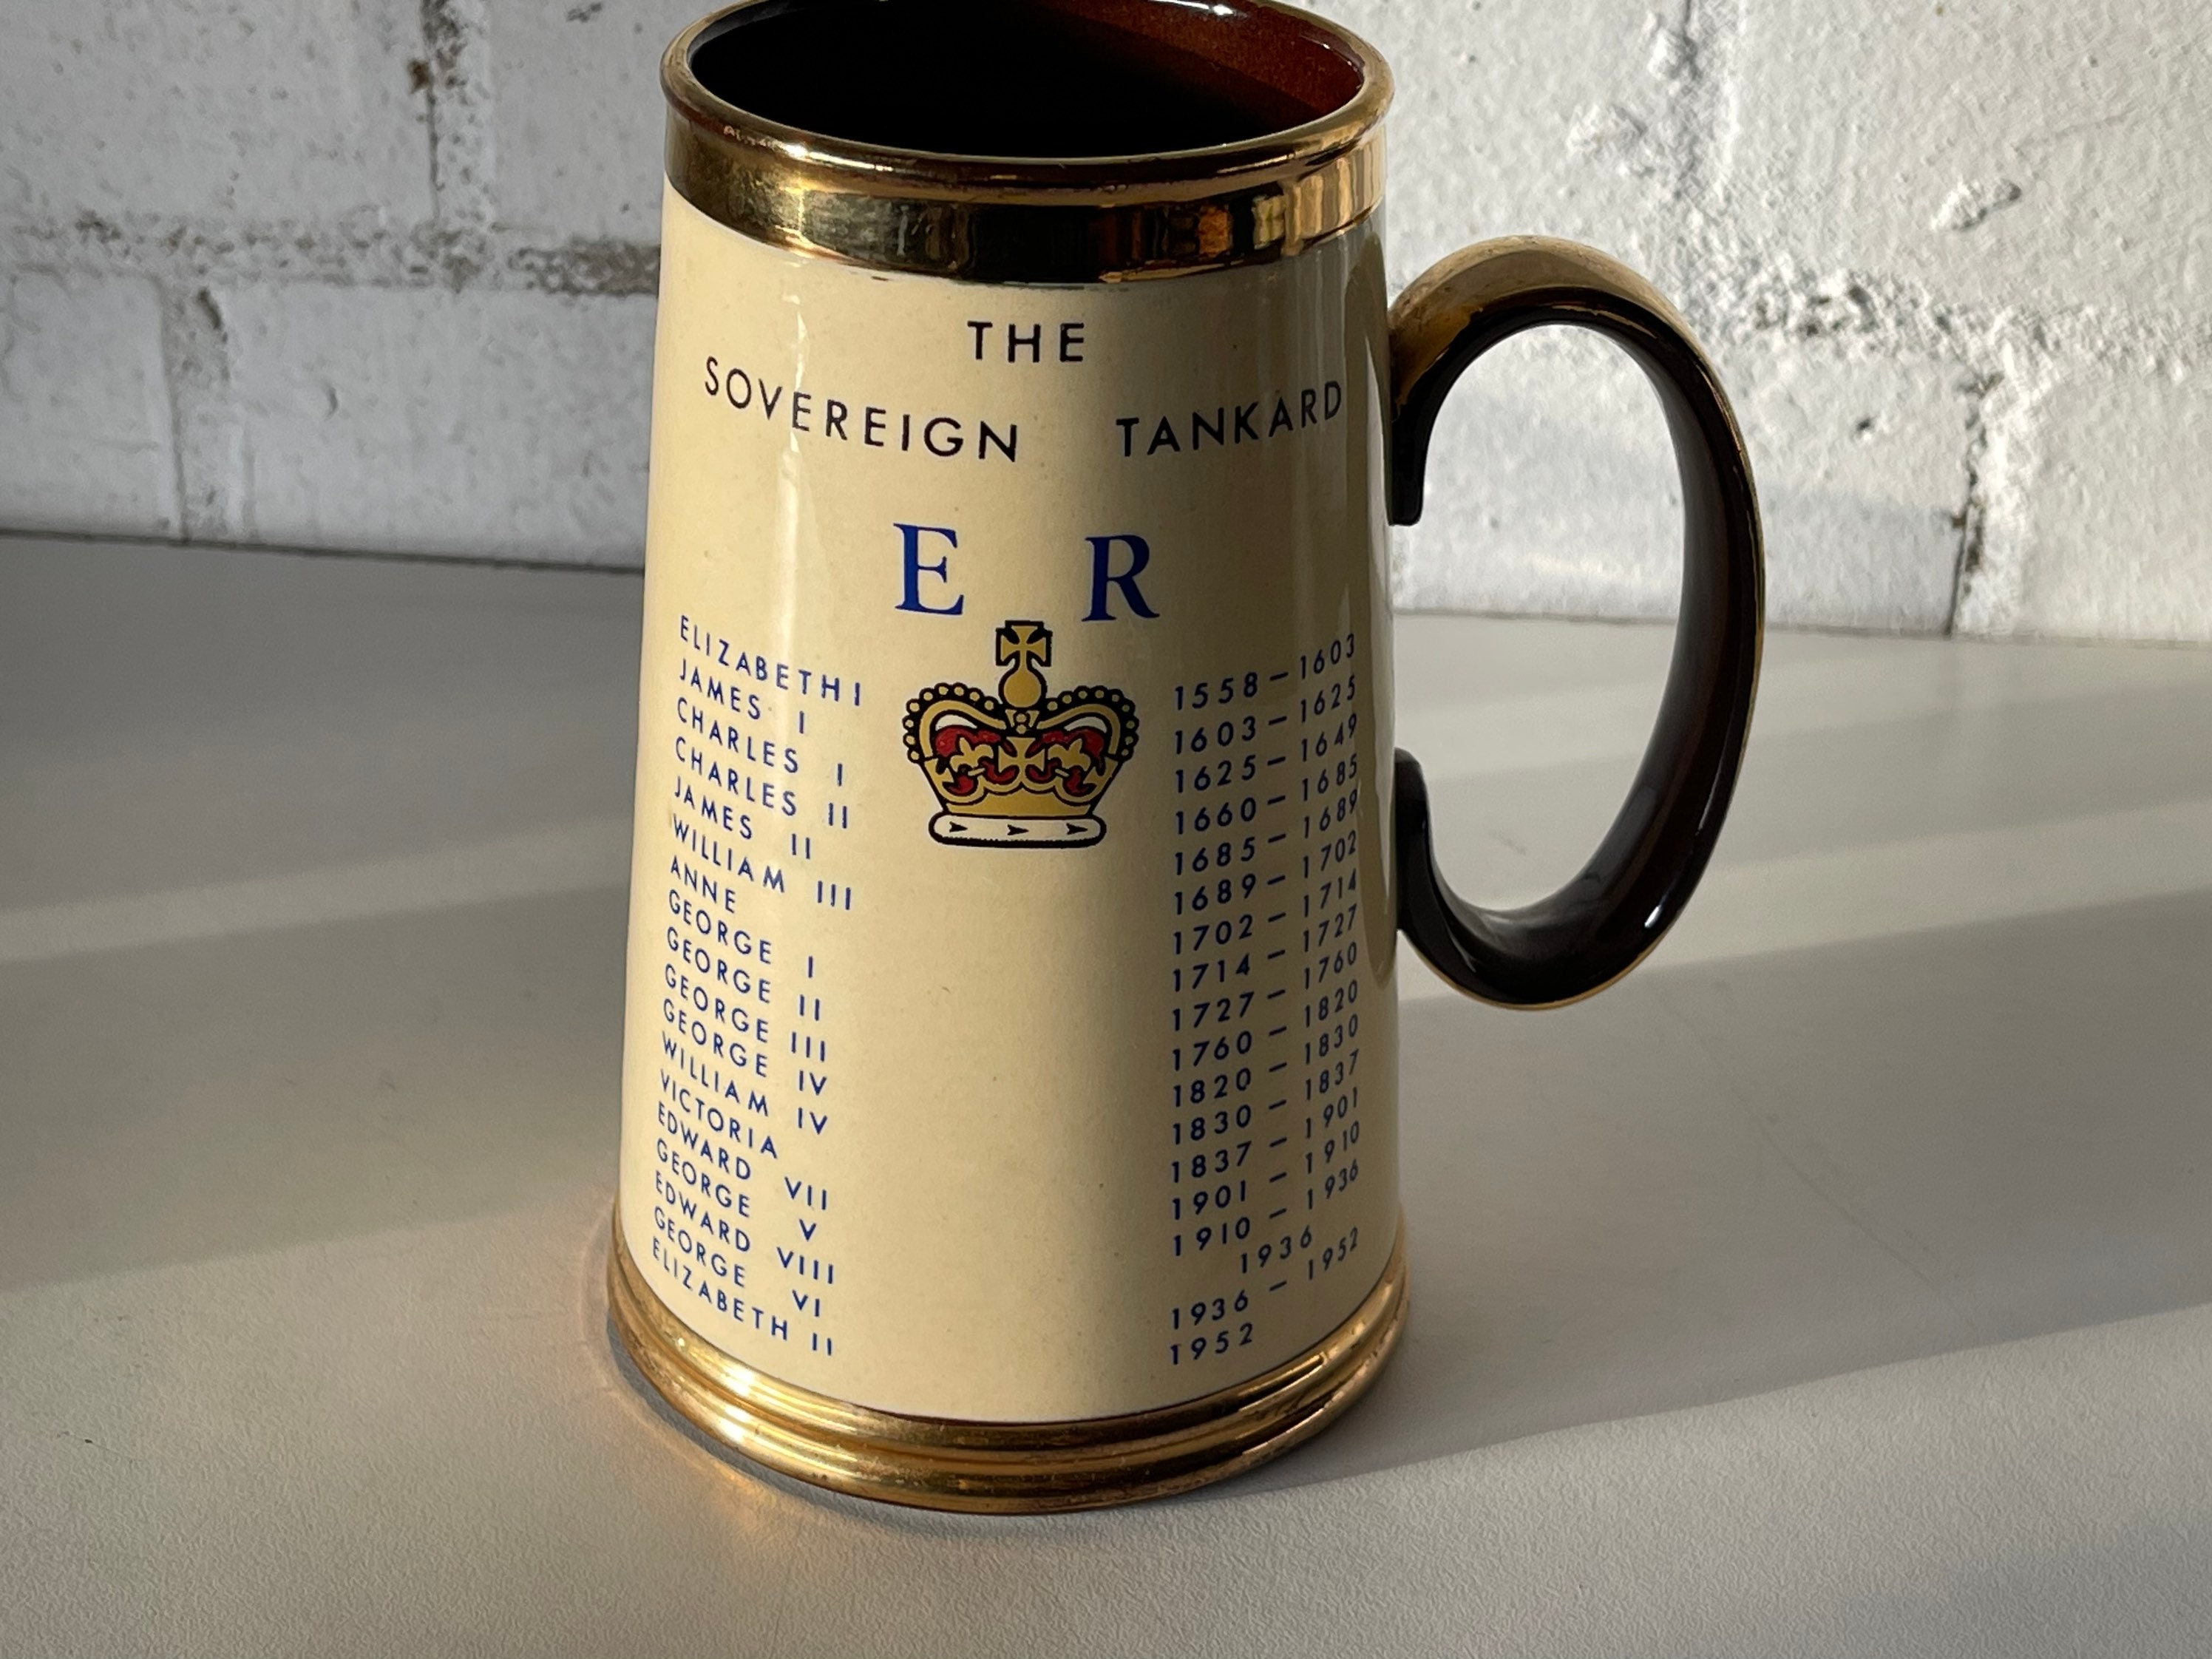 THE
SOVEREIGN TANKARD
E R
ELIZABETH I 1558 – 1603
JAMES I 1603 – 1625
CHARLES I 1625 – 1649
CHARLES II 1660 – 1685
JAMES II 1685 – 1689
WILLIAM III 1689 – 1702
ANNE 1702 – 1714
GEORGE I 1714 – 1727
GEORGE II 1727 – 1760
GEORGE III 1760 – 1820
GEORGE IV 1820 – 1830
WILLIAM IV 1830 – 1837
VICTORIA 1837 – 1901
EDWARD VII 1901 – 1910
GEORGE V 1910 – 1936
EDWARD VIII 1936
GEORGE VI 1936 – 1952
ELIZABETH II 1952